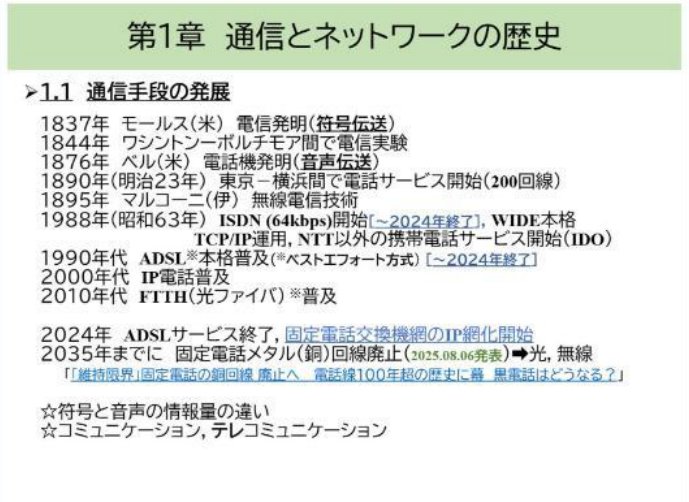 第1章 通信とネットワークの歴史
➢1.1 通信手段の発展
1837年 モールス(米) 電信発明(符号伝送)
1844年 ワシントンーボルチモア間で電信実験
1876年 ベル(米) 電話機発明(音声伝送)
1890年(明治23年) 東京－横浜間で電話サービス開始(200回線)
1895年 マルコーニ(伊) 無線電信技術
1988年(昭和63年) ISDN (64kbps)開始[～2024年終了], WIDE本格
TCP/IP運用, NTT以外の携帯電話サービス開始(IDO)
1990年代 ADSL※本格普及(※ベストエフォート方式) [～2024年終了]
2000年代 IP電話普及
2010年代 FTTH(光ファイバ) ※普及
2024年 ADSLサービス終了, 固定電話交換機網のIP網化開始
2035年までに 固定電話メタル(銅)回線廃止(2025.08.06発表)➡光, 無線
「「維持限界」固定電話の銅回線 廃止へ 電話線100年超の歴史に幕 黒電話はどうなる？」
☆符号と音声の情報量の違い
☆コミュニケーション, テレコミュニケーション